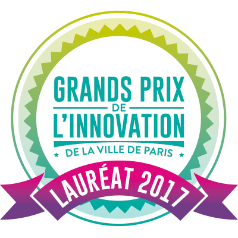 GRANDS PRIX
DE
L'INNOVATION
DE LA VILLE DE PARIS
LAURÉAT 2017